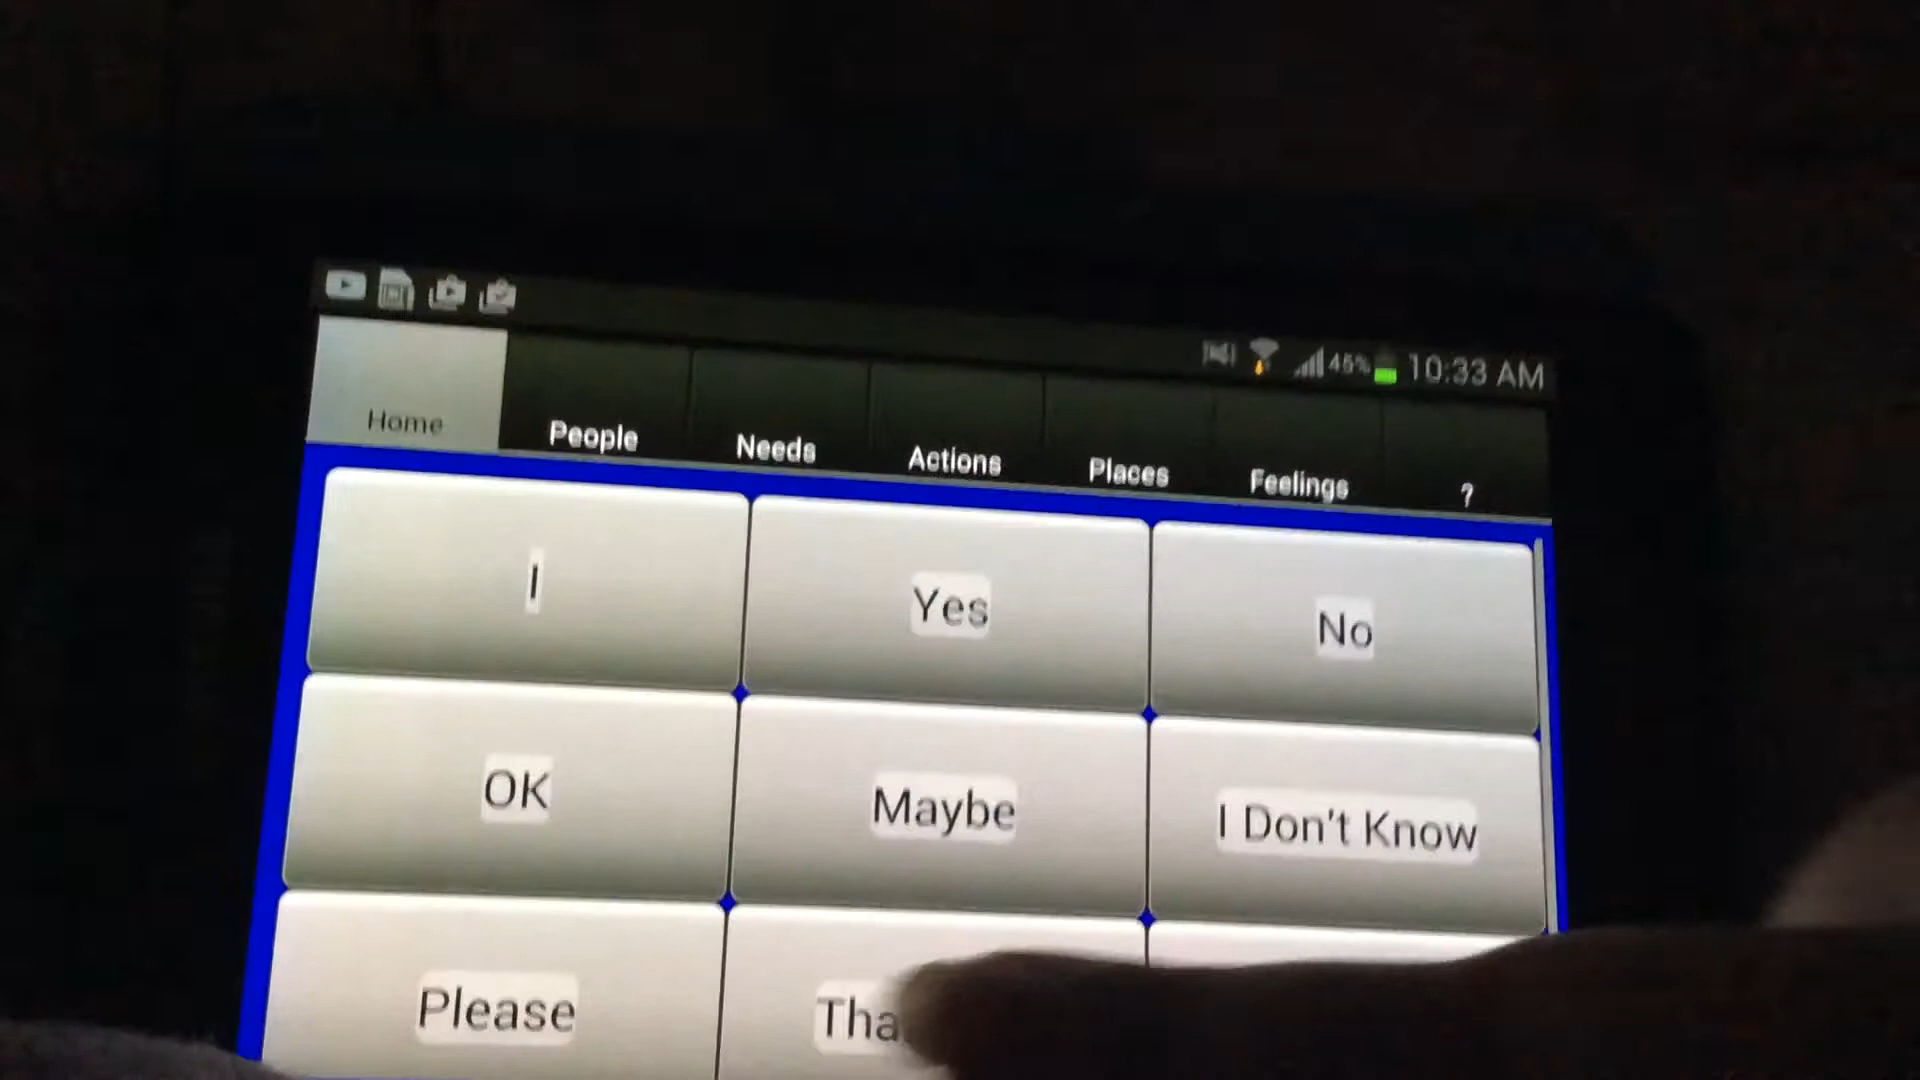 45% 10:33 AM
Home People Needs Actions Places Feelings ?
I Yes No
OK Maybe I Don't Know
Please